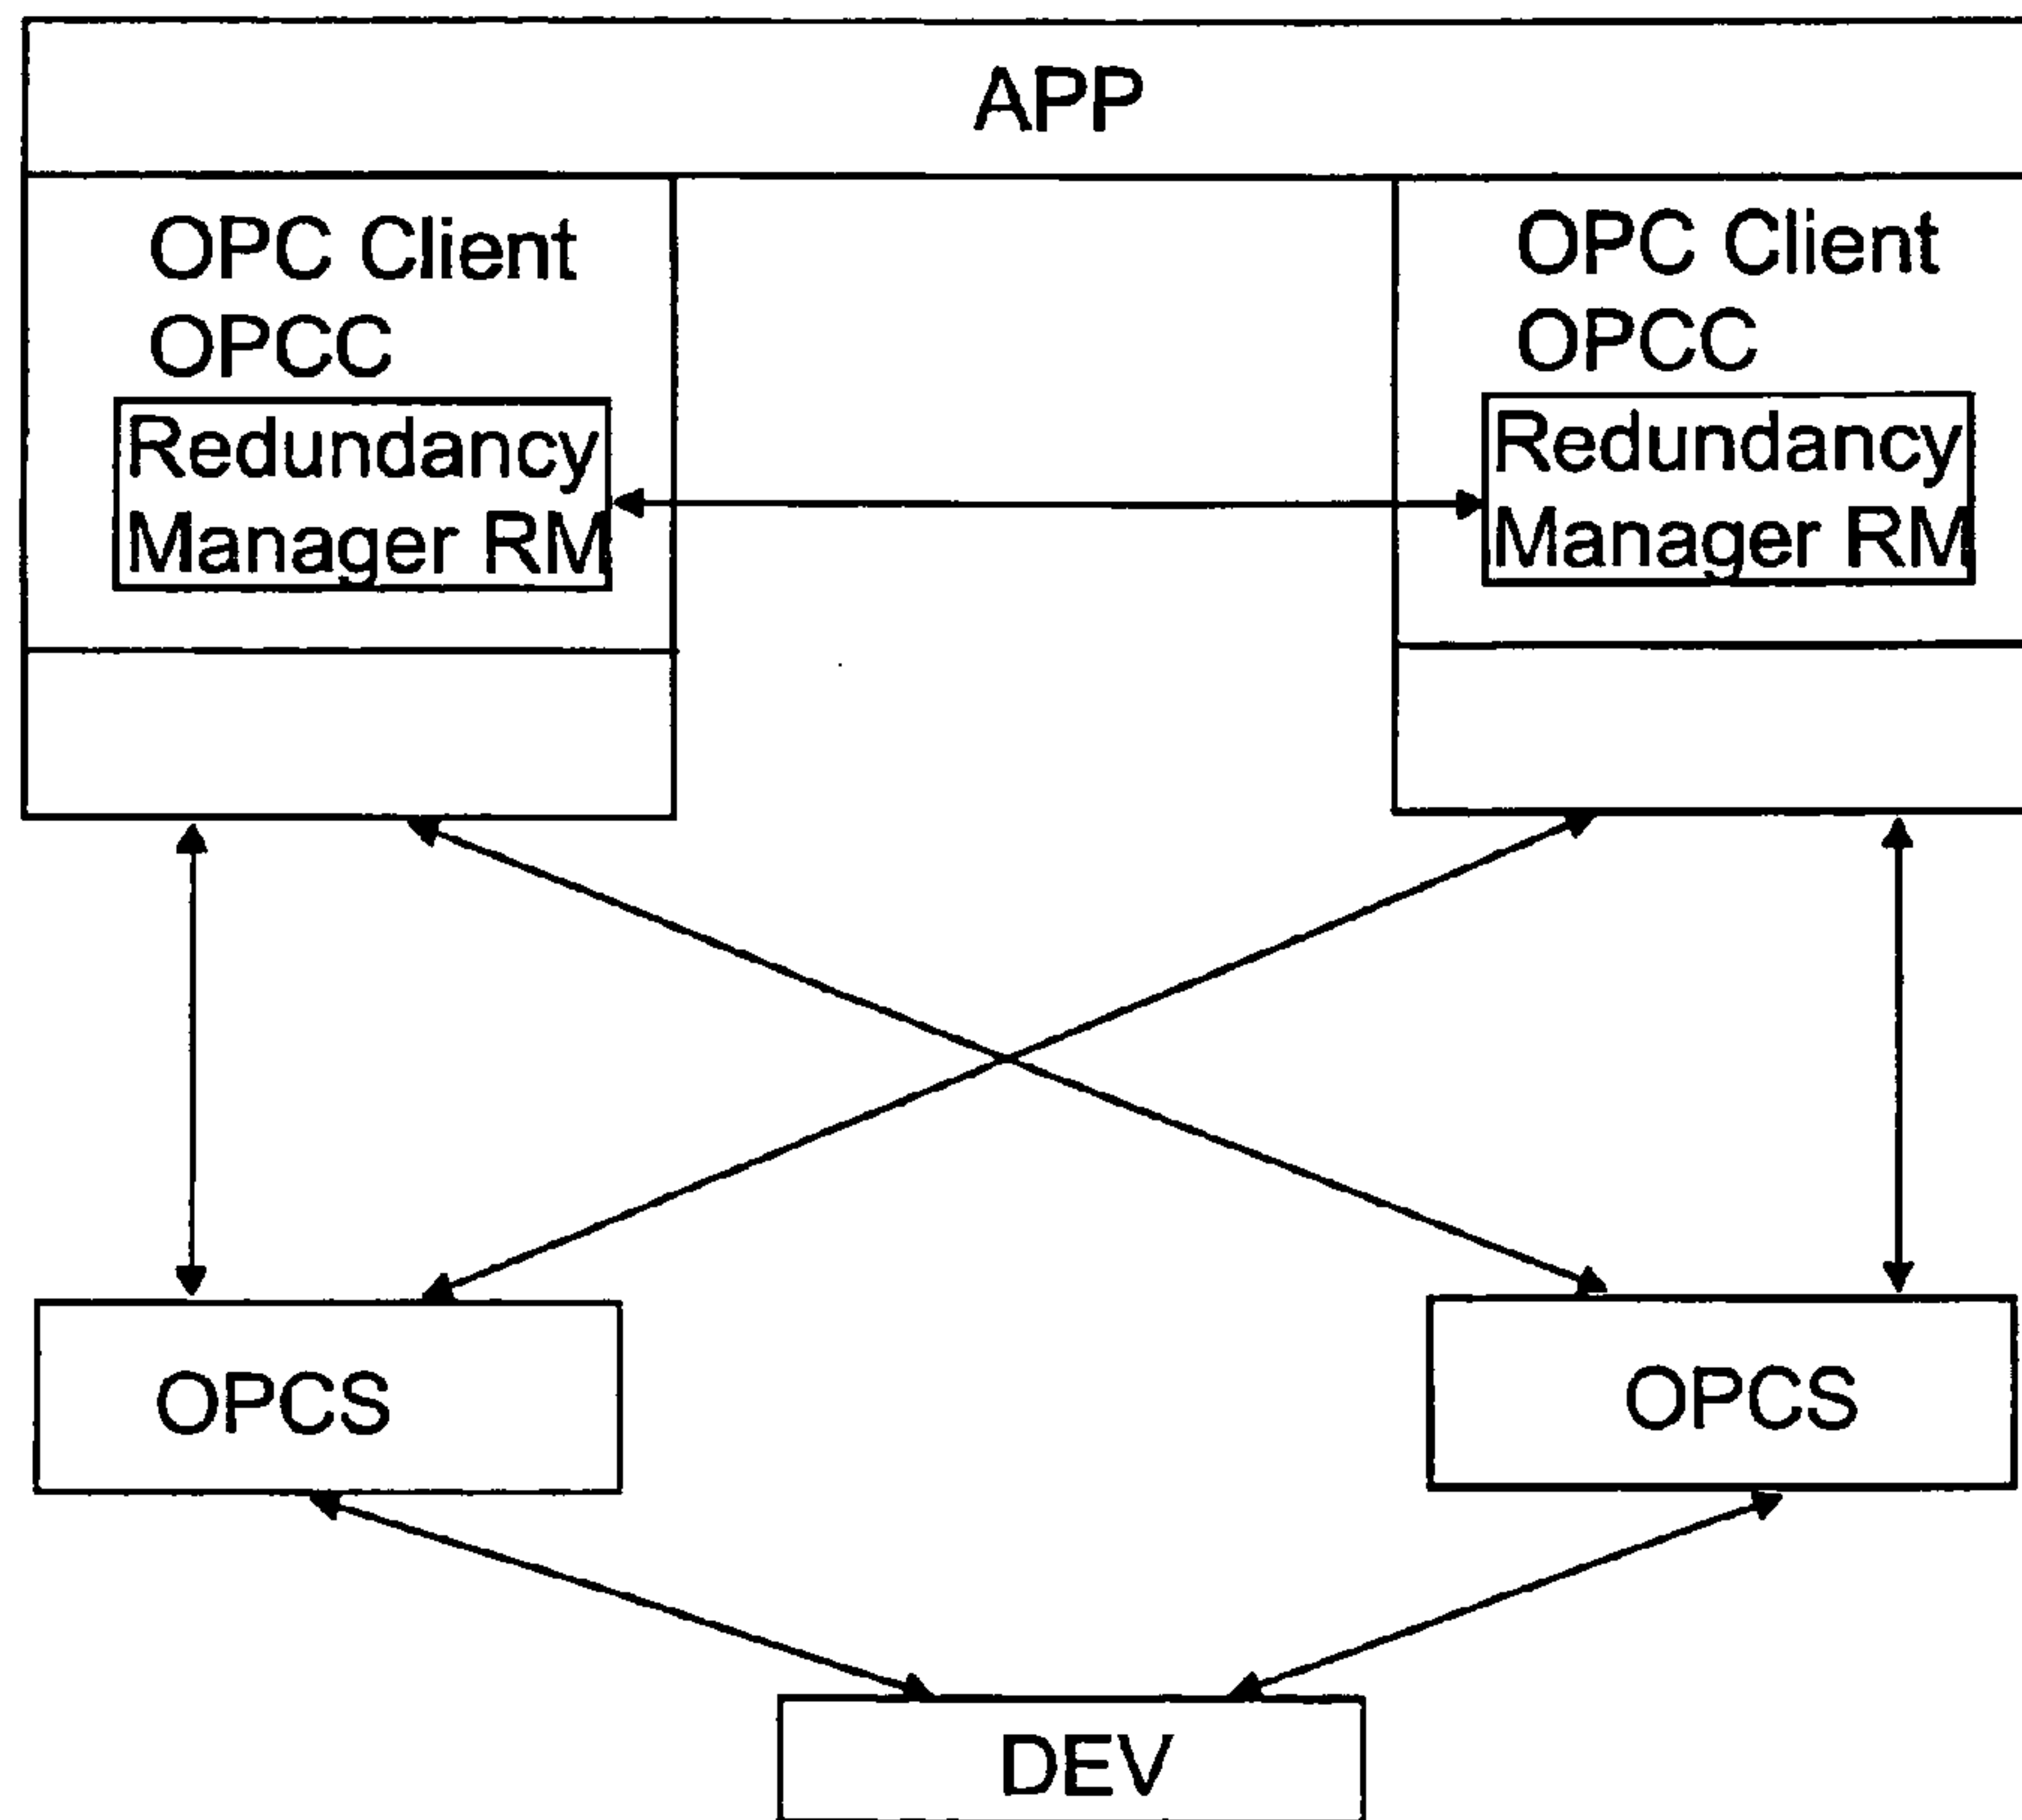 APP
OPC Client
OPCC
Redundancy
Manager RM
OPC Client
OPCC
Redundancy
Manager RM
OPCS
OPCS
DEV